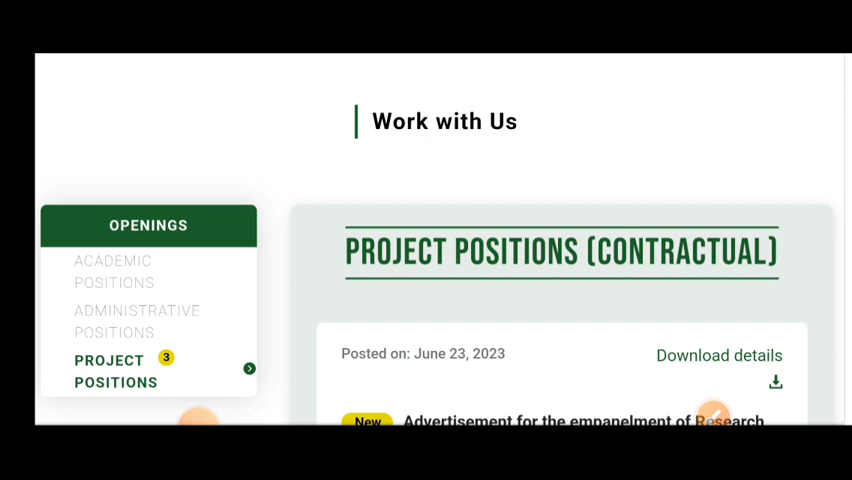 Work with Us
OPENINGS
ACADEMIC
POSITIONS
ADMINISTRATIVE
POSITIONS
PROJECT 3
POSITIONS
PROJECT POSITIONS (CONTRACTUAL)
Posted on: June 23, 2023
Download details
New Advertisement for the empanelment of Research